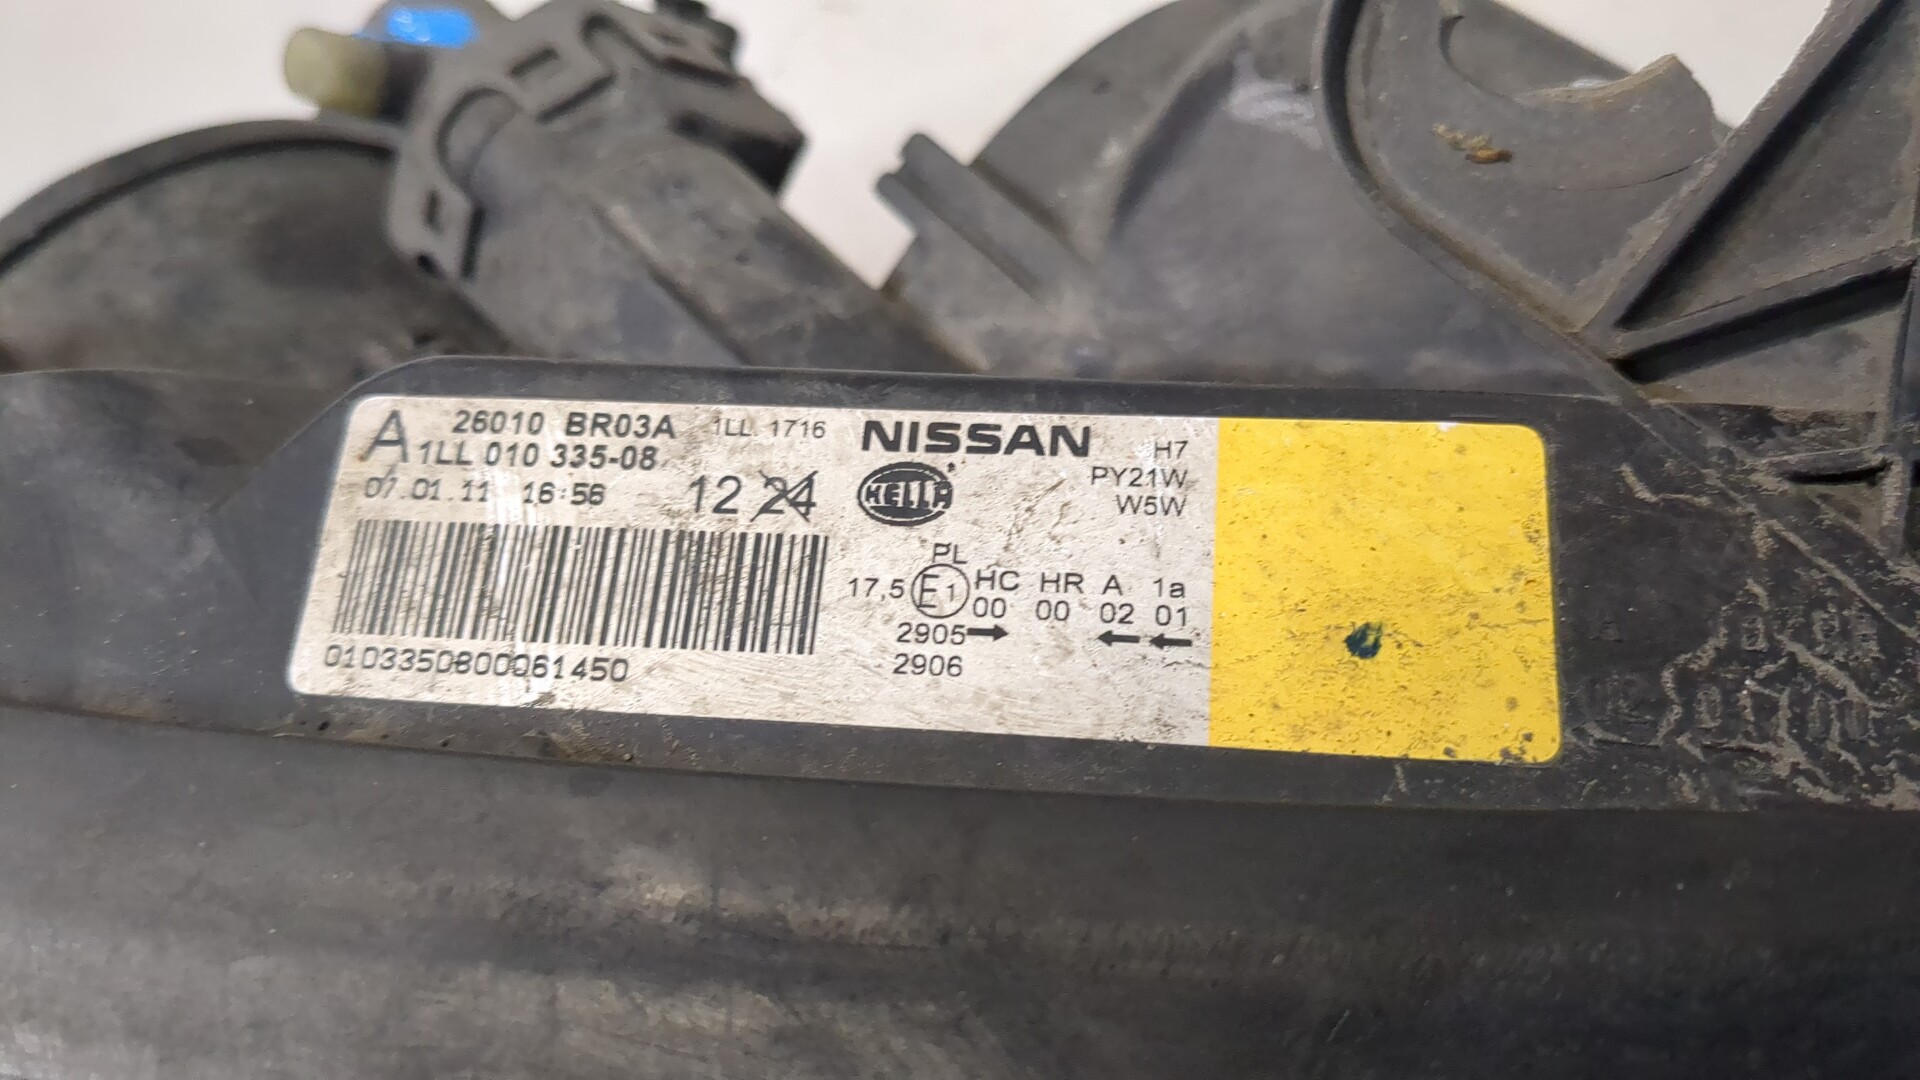 A 26010 BR03A 1LL. 1716
1LL 010 335-08
07.01.11 16:56 12 24
0103350800061450
NISSAN
HELLA
H7
PY21W
W5W
PL
17,5 E1 HC HR A 1a
00 00 02 01
2905 → ← ←
2906